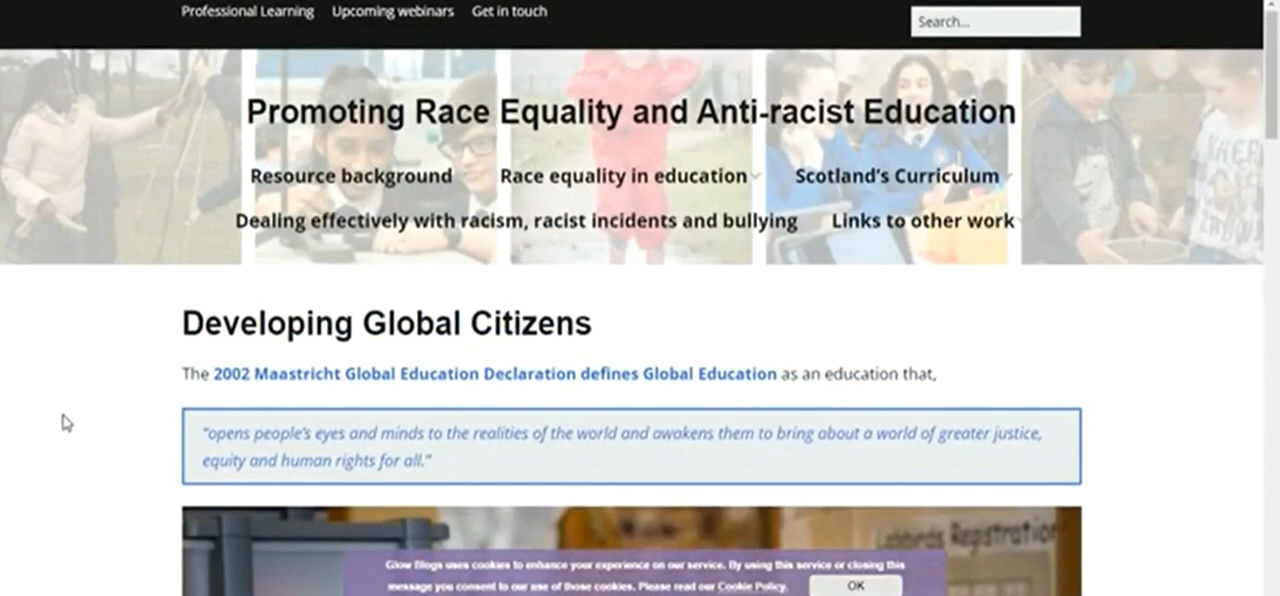 Professional Learning Upcoming webinars Get in touch
Search...
Promoting Race Equality and Anti-racist Education
Resource background Race equality in education Scotland's Curriculum
Dealing effectively with racism, racist incidents and bullying Links to other work
Developing Global Citizens
The 2002 Maastricht Global Education Declaration defines Global Education as an education that,
"opens people's eyes and minds to the realities of the world and awakens them to bring about a world of greater justice,
equity and human rights for all."
Registration
Glow Blogs uses cookies to enhance your experience on our service. By using this service or closing this
message you consent to our use of those cookies. Please read our Cookie Policy.
OK